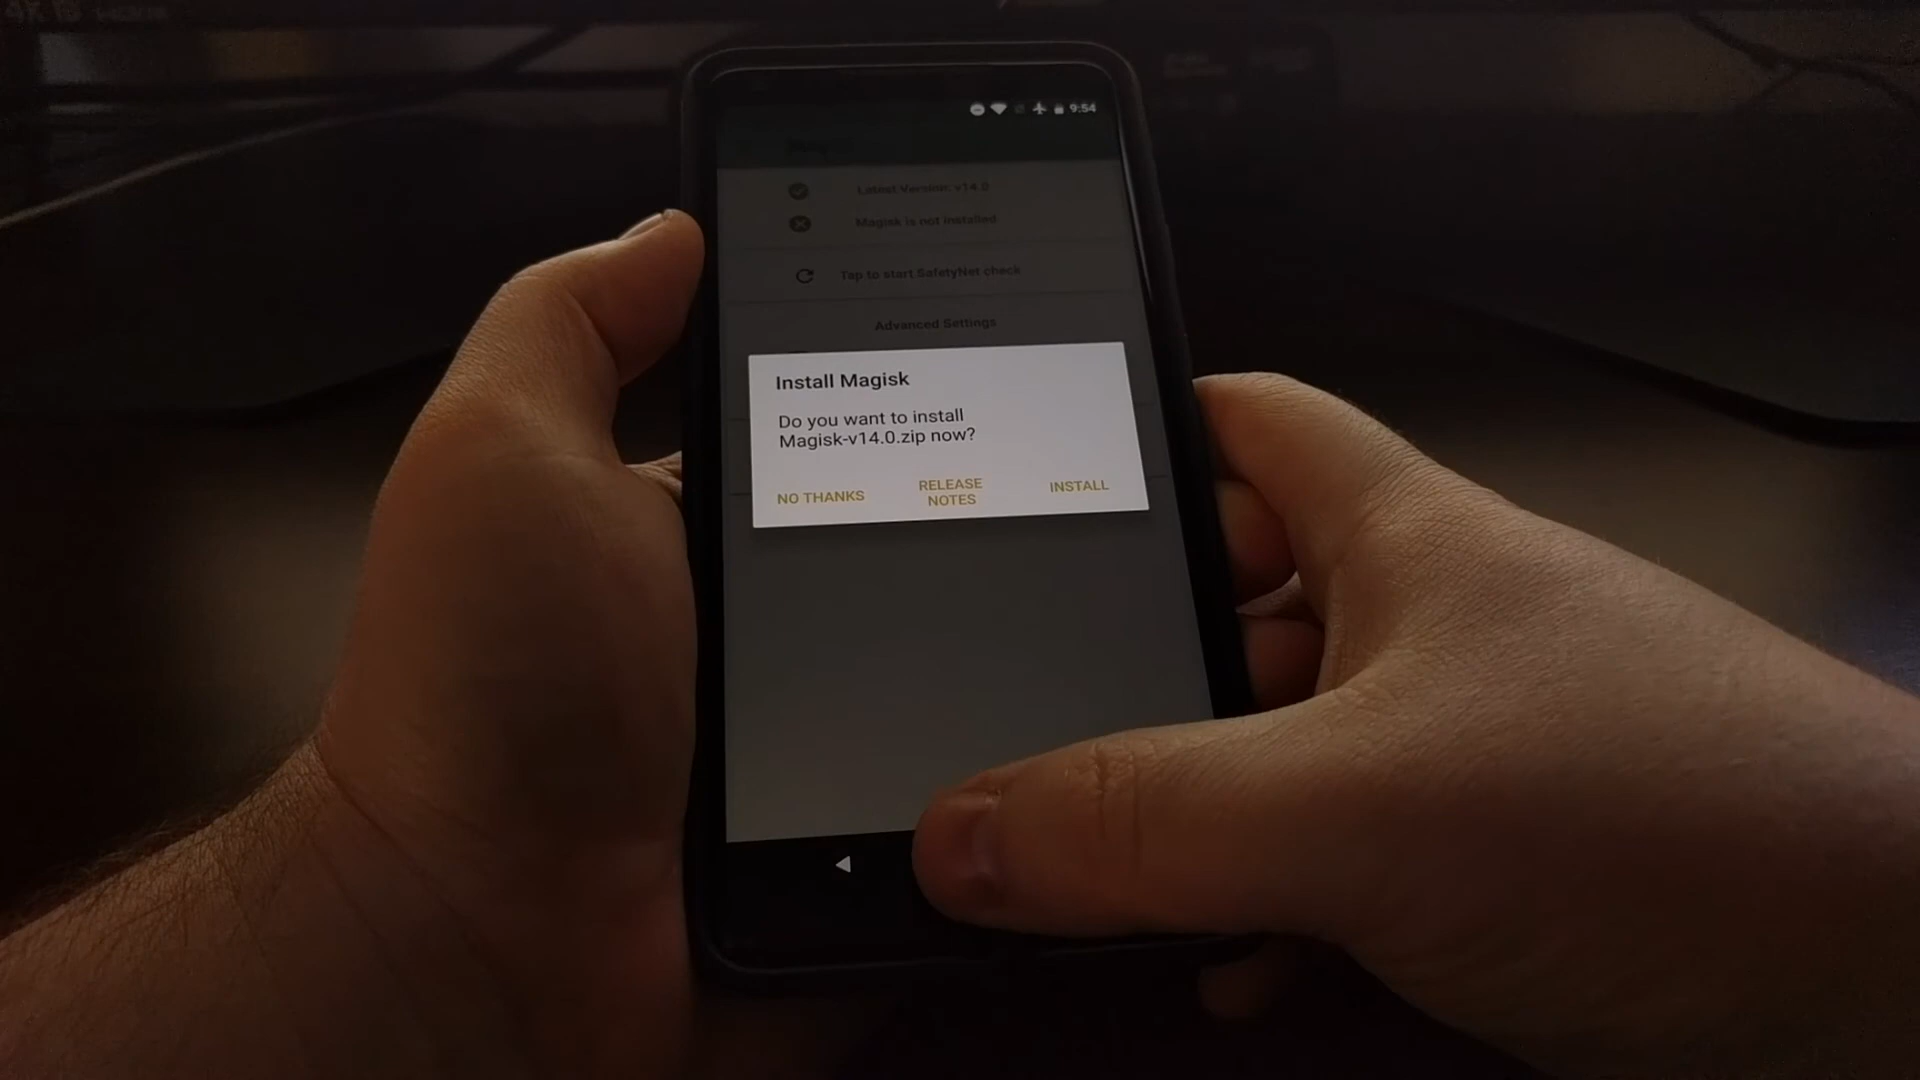 9:54
Latest Version: v14.0
Magisk is not installed
Tap to start SafetyNet check
Advanced Settings
Install Magisk
Do you want to install
Magisk-v14.0.zip now?
NO THANKS
RELEASE
NOTES
INSTALL